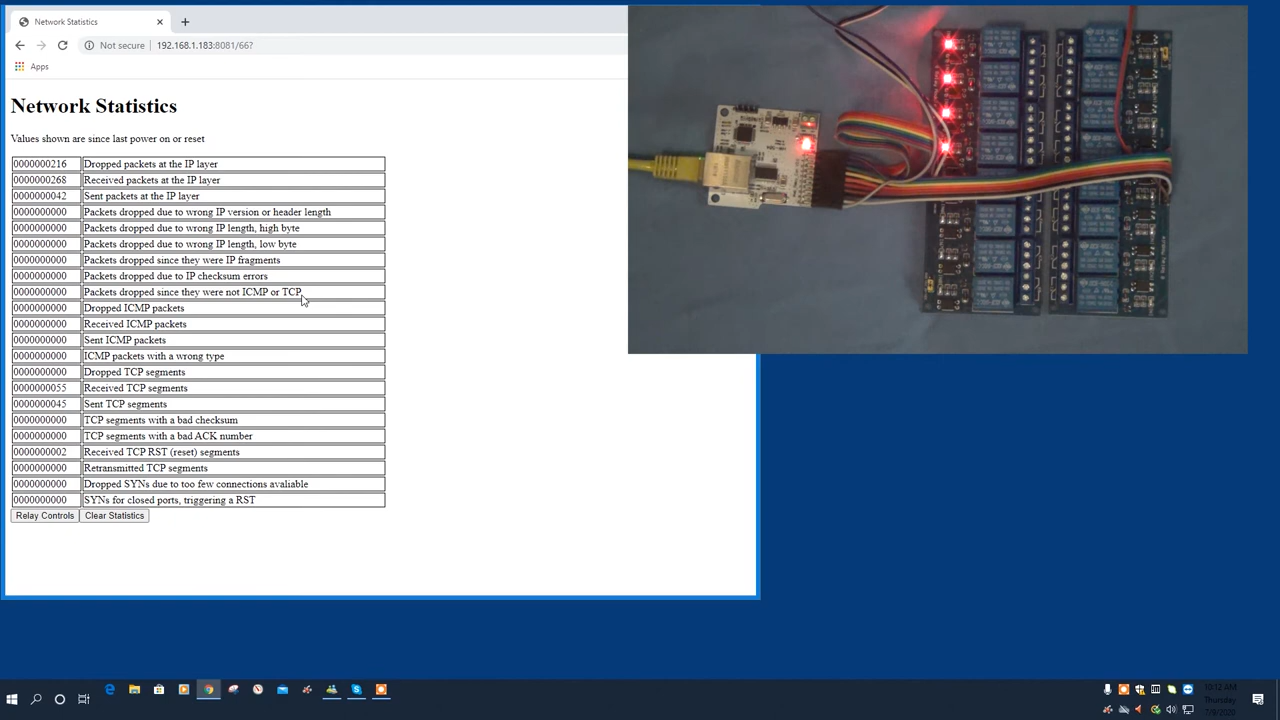 Network Statistics
Not secure
192.168.1.183:8081/66?
Apps
Network Statistics
Values shown are since last power on or reset
0000000216 Dropped packets at the IP layer
0000000268 Received packets at the IP layer
0000000042 Sent packets at the IP layer
0000000000 Packets dropped due to wrong IP version or header length
0000000000 Packets dropped due to wrong IP length, high byte
0000000000 Packets dropped due to wrong IP length, low byte
0000000000 Packets dropped since they were IP fragments
0000000000 Packets dropped due to IP checksum errors
0000000000 Packets dropped since they were not ICMP or TCP
0000000000 Dropped ICMP packets
0000000000 Received ICMP packets
0000000000 Sent ICMP packets
0000000000 ICMP packets with a wrong type
0000000000 Dropped TCP segments
0000000055 Received TCP segments
0000000045 Sent TCP segments
0000000000 TCP segments with a bad checksum
0000000000 TCP segments with a bad ACK number
0000000002 Received TCP RST (reset) segments
0000000000 Retransmitted TCP segments
0000000000 Dropped SYNs due to too few connections avaliable
0000000000 SYNs for closed ports, triggering a RST
Relay Controls Clear Statistics
10:12 AM
Thursday
7/9/2020